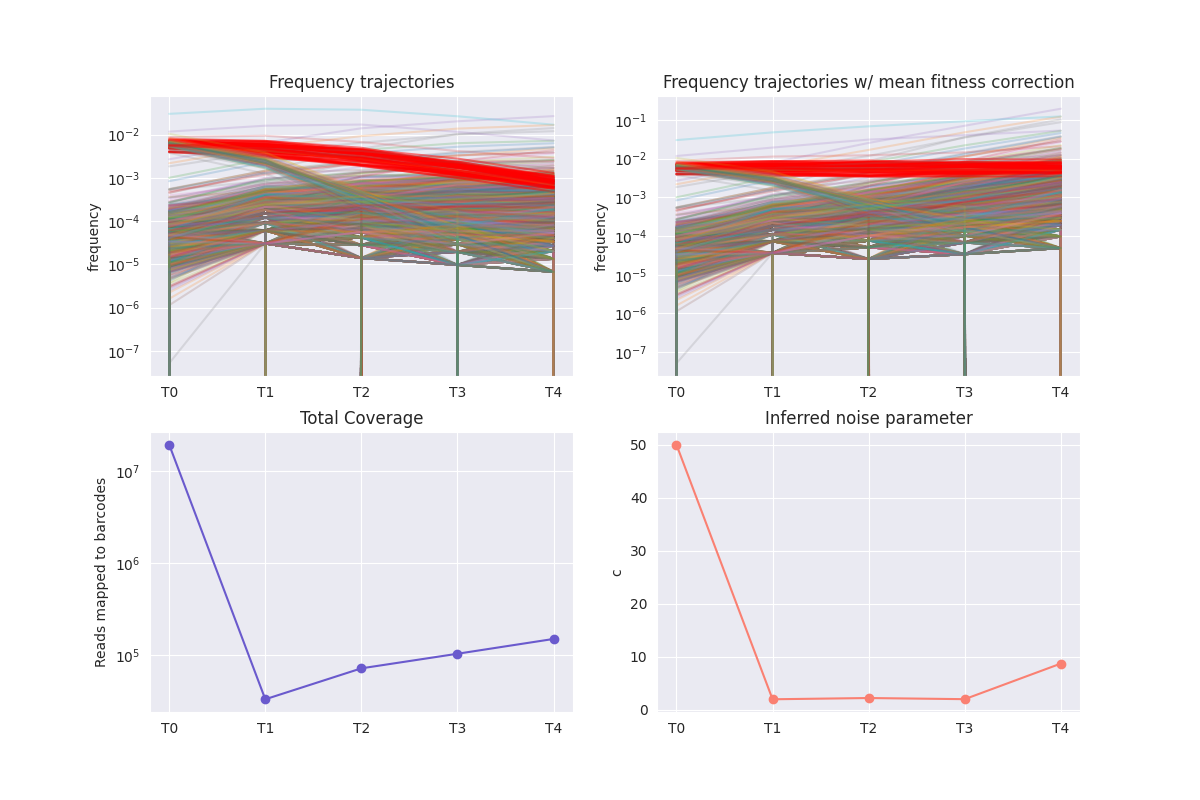 Frequency trajectories
frequency
10⁻²
10⁻³
10⁻⁴
10⁻⁵
10⁻⁶
10⁻⁷
T0 T1 T2 T3 T4
Frequency trajectories w/ mean fitness correction
frequency
10⁻¹
10⁻²
10⁻³
10⁻⁴
10⁻⁵
10⁻⁶
10⁻⁷
T0 T1 T2 T3 T4
Total Coverage
Reads mapped to barcodes
10⁷
10⁶
10⁵
T0 T1 T2 T3 T4
Inferred noise parameter
c
50
40
30
20
10
0
T0 T1 T2 T3 T4